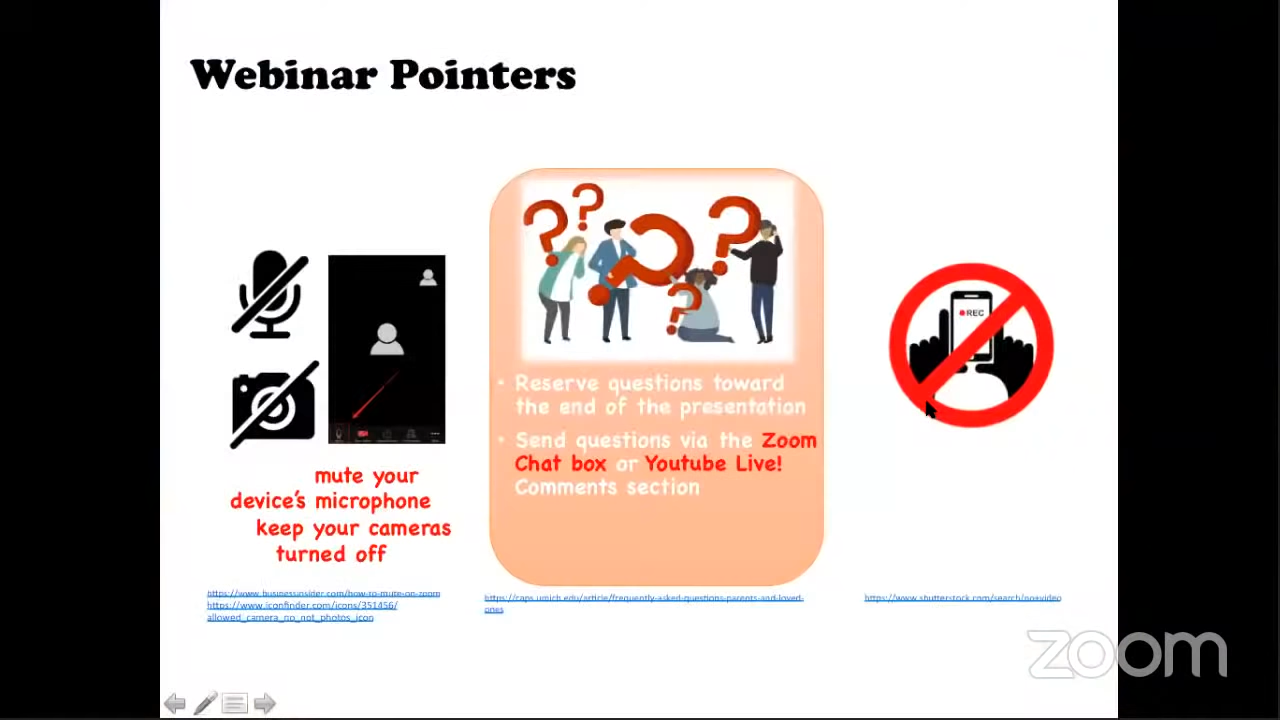 Webinar Pointers
REC
mute your
device's microphone
keep your cameras
turned off
• Reserve questions toward
the end of the presentation
• Send questions via the Zoom
Chat box or Youtube Live!
Comments section
https://www.businessinsider.com/how-to-mute-on-zoom
https://www.iconfinder.com/icons/351456/
allowed_camera_no_not_photos_icon
https://caps.umich.edu/article/frequently-asked-questions-parents-and-loved-
ones
https://www.shutterstock.com/search/no+video
zoom